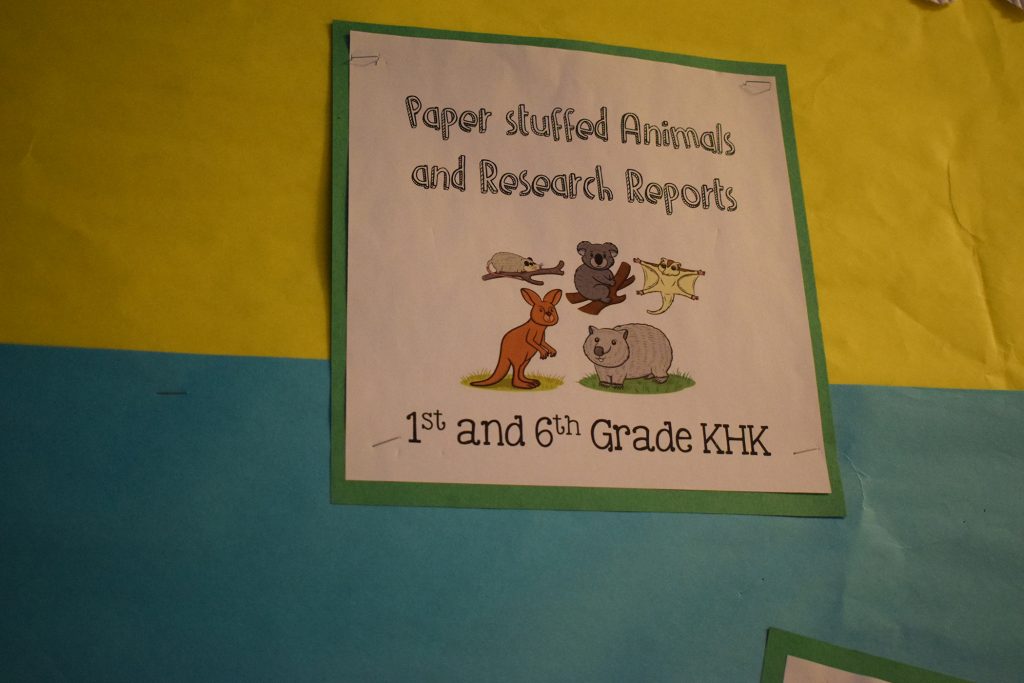 Paper stuffed Animals
and Research Reports
1st and 6th Grade KHK